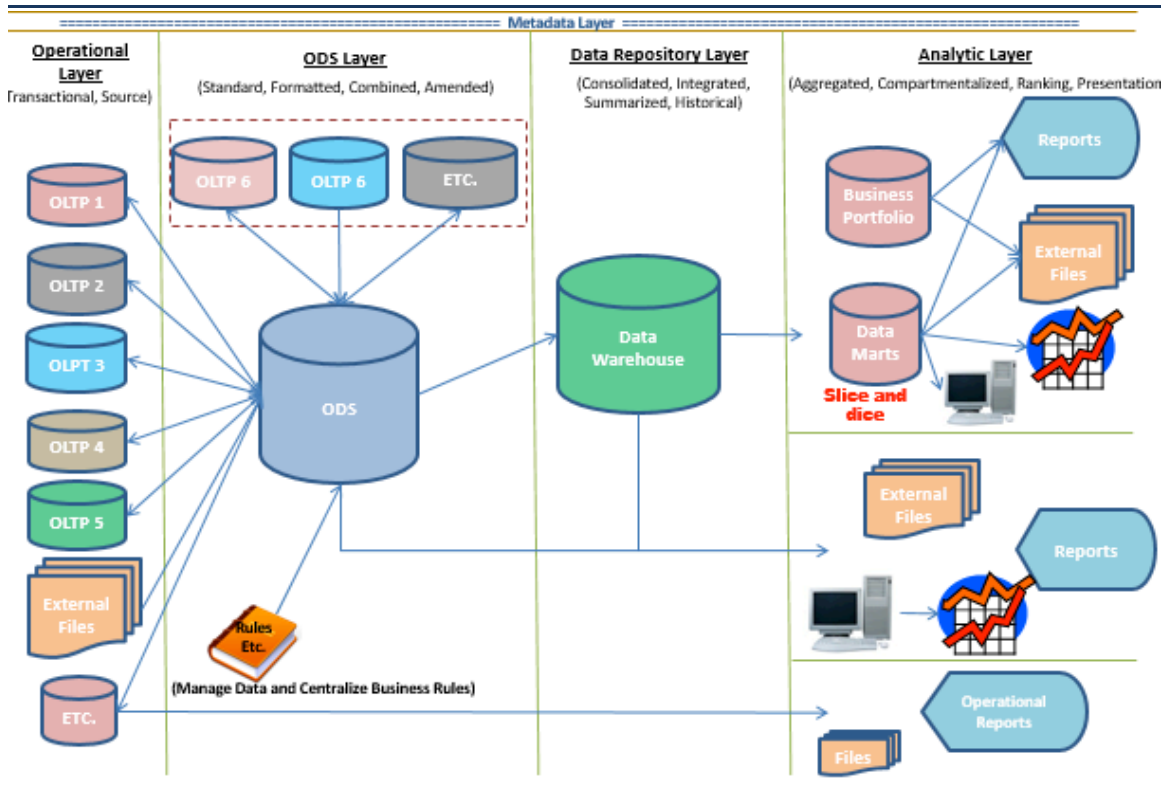 Metadata Layer
Operational
Layer
Transactional, Source)
ODS Layer
(Standard, Formatted, Combined, Amended)
Data Repository Layer
(Consolidated, Integrated,
Summarized, Historical)
Analytic Layer
(Aggregated, Compartmentalized, Ranking, Presentation
OLTP 1
OLTP 2
OLPT 3
OLTP 4
OLTP 5
External
Files
ETC.
OLTP 6
OLTP 6
ETC.
ODS
Rules
Etc.
(Manage Data and Centralize Business Rules)
Data
Warehouse
Business
Portfolio
Reports
External
Files
Data
Marts
Slice and
dice
External
Files
Reports
Operational
Reports
Files